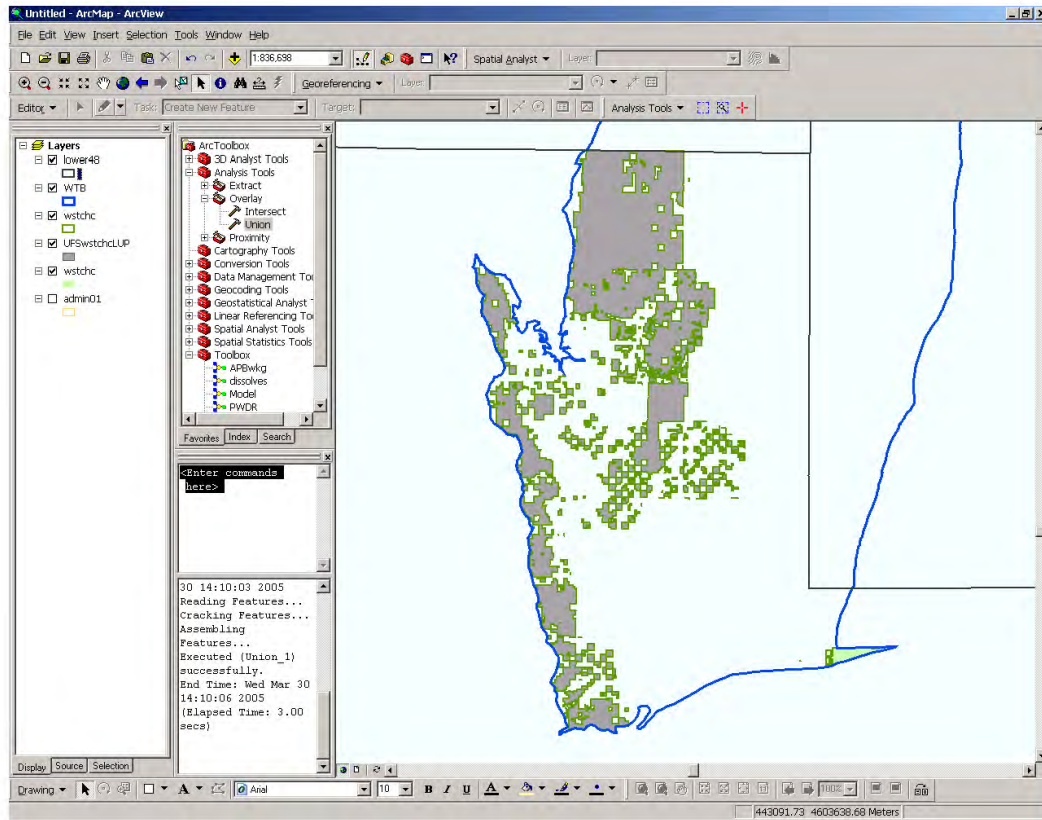 Untitled - ArcMap - ArcView
File Edit View Insert Selection Tools Window Help
1:836,698
Spatial Analyst
Layer:
Georeferencing
Layer:
Editor
Task:
Create New Feature
Target:
Analysis Tools
Layers
lower48
WTB
wstchc
UFSwstchcLUP
wstchc
admin01
Display Source Selection
ArcToolbox
3D Analyst Tools
Analysis Tools
Extract
Overlay
Intersect
Union
Proximity
Cartography Tools
Conversion Tools
Data Management Too
Geocoding Tools
Geostatistical Analyst T
Linear Referencing Too
Spatial Analyst Tools
Spatial Statistics Tools
Toolbox
APBwkg
dissolves
Model
PWDR
Favorites Index Search
<Enter commands
here>
30 14:10:03 2005
Reading Features...
Cracking Features...
Assembling
Features...
Executed (Union_1)
successfully.
End Time: Wed Mar 30
14:10:06 2005
(Elapsed Time: 3.00
secs)
Drawing
A
Arial
10
B I U
A
100%
443091.73 4603638.68 Meters